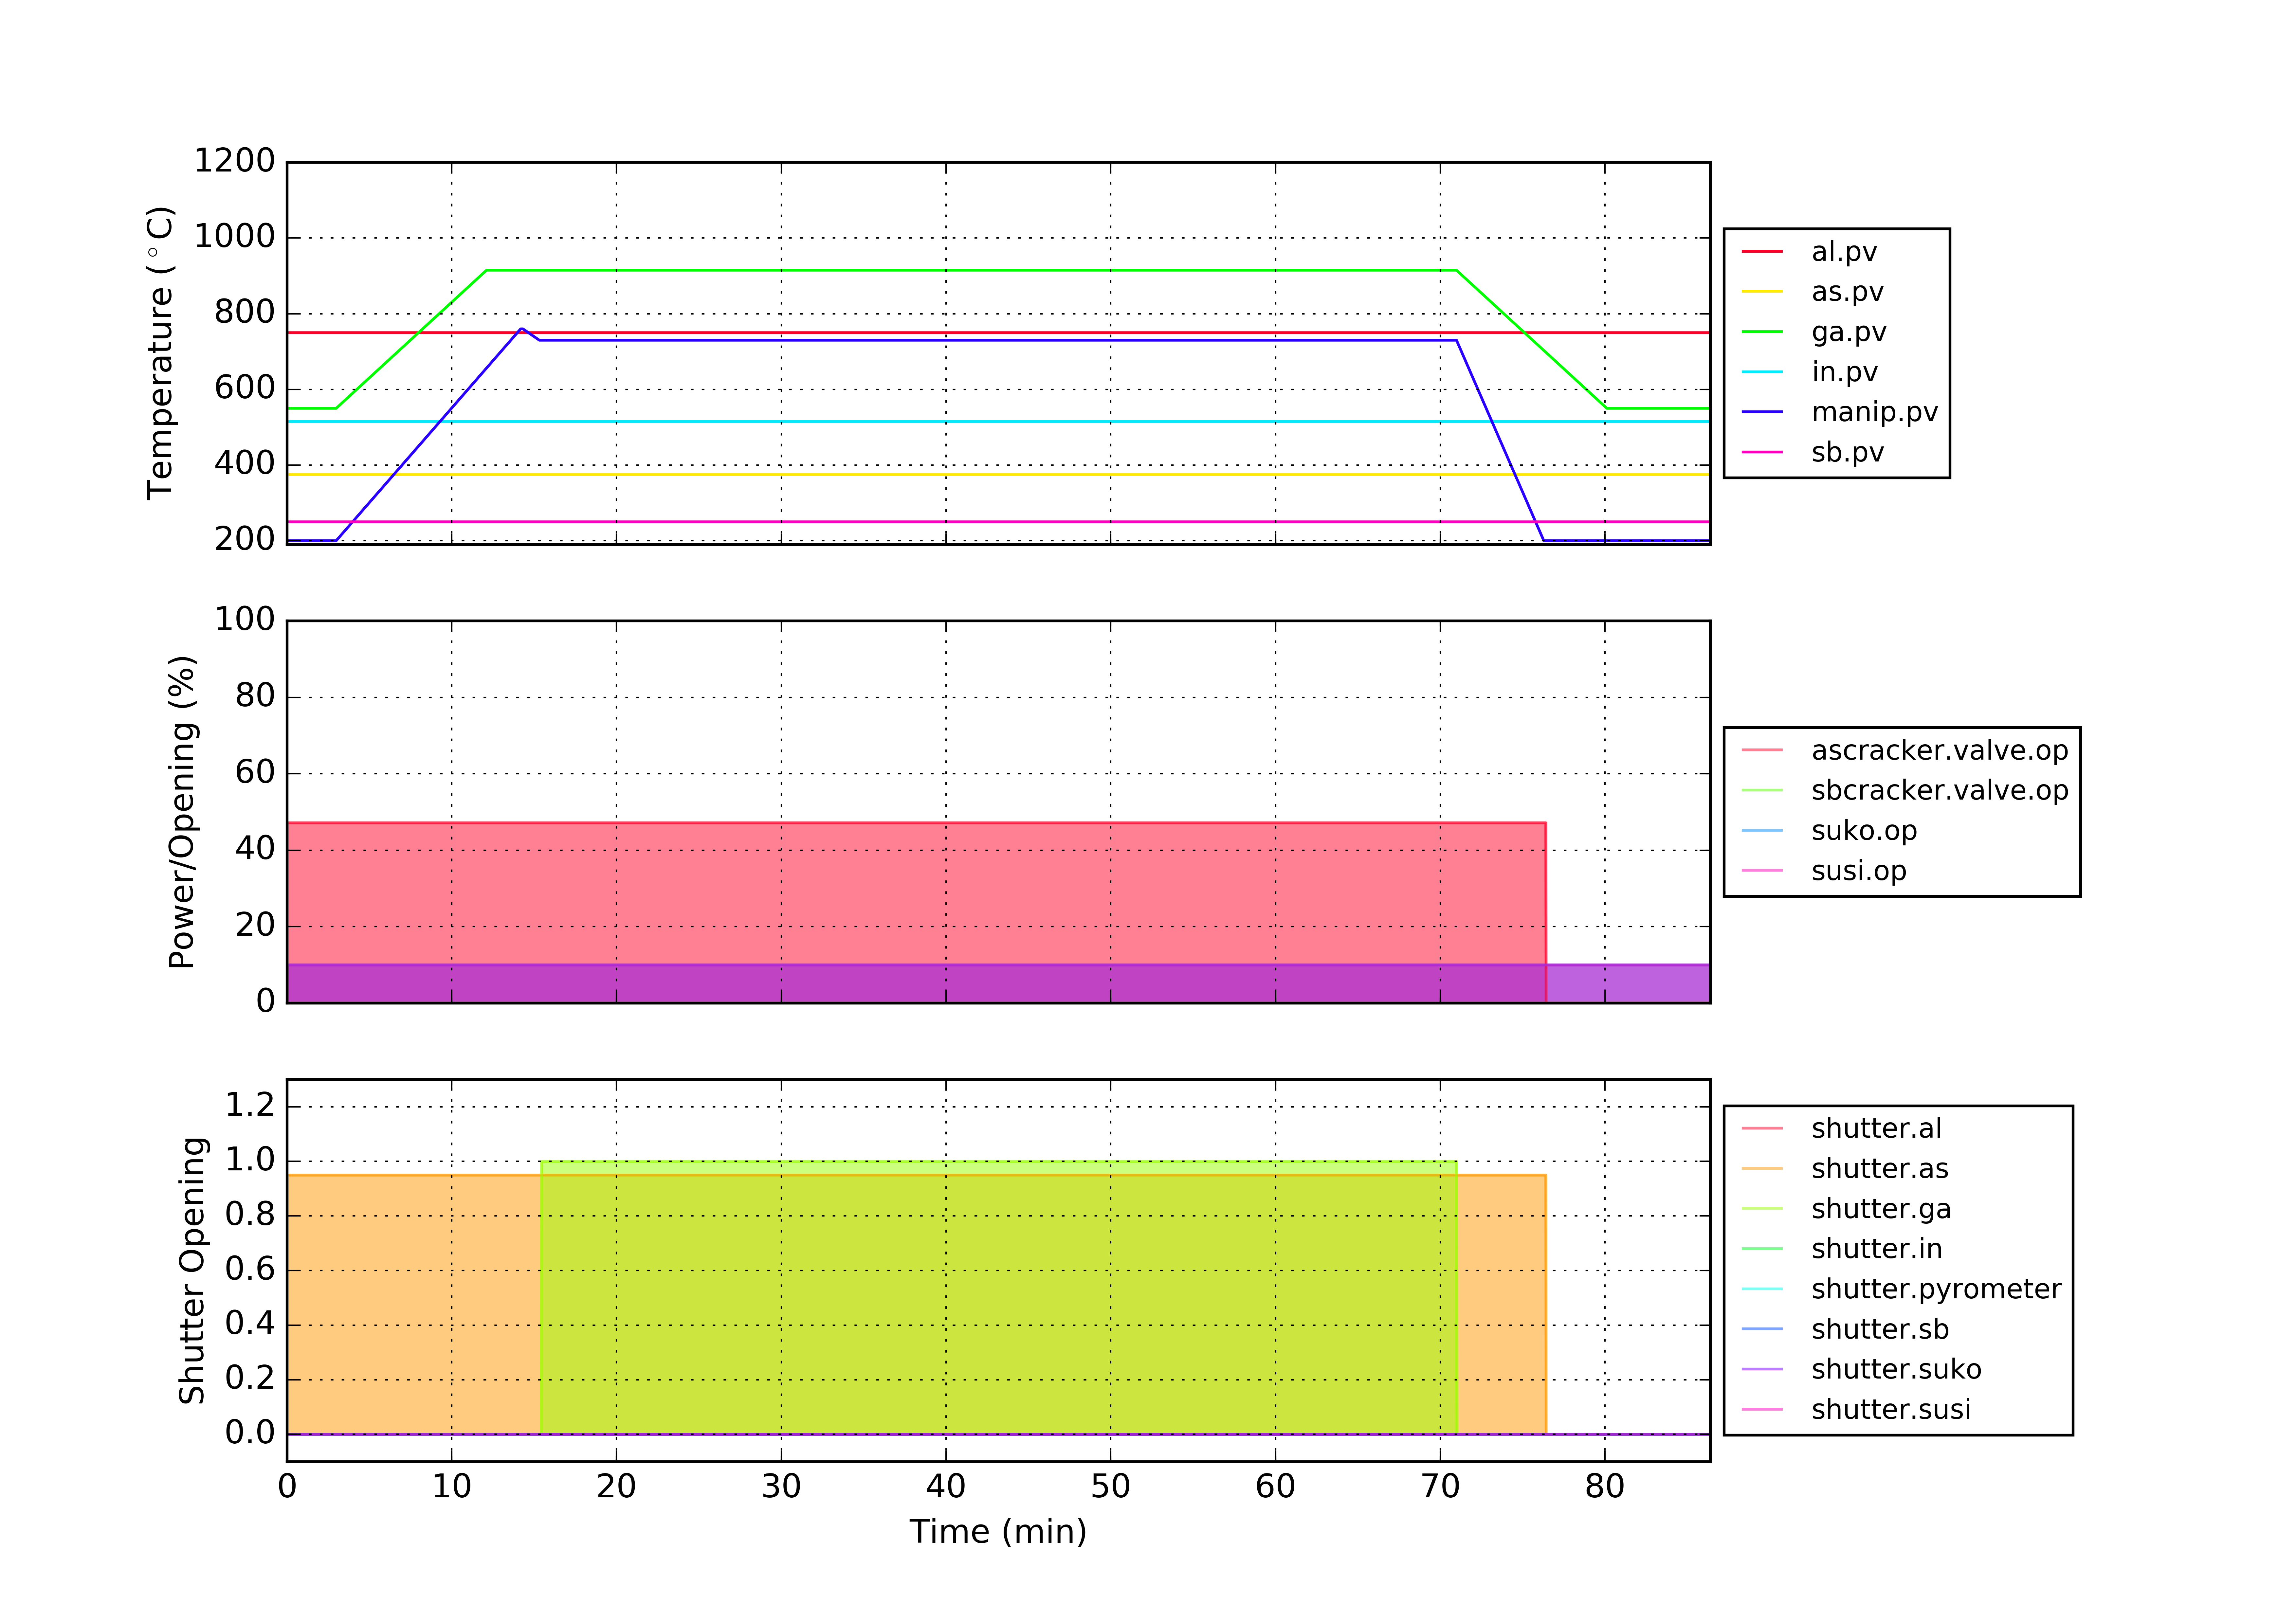 1200
1000
800
600
400
200
Temperature (°C)
al.pv
as.pv
ga.pv
in.pv
manip.pv
sb.pv
100
80
60
40
20
0
Power/Opening (%)
ascracker.valve.op
sbcracker.valve.op
suko.op
susi.op
1.2
1.0
0.8
0.6
0.4
0.2
0.0
Shutter Opening
shutter.al
shutter.as
shutter.ga
shutter.in
shutter.pyrometer
shutter.sb
shutter.suko
shutter.susi
0 10 20 30 40 50 60 70 80
Time (min)